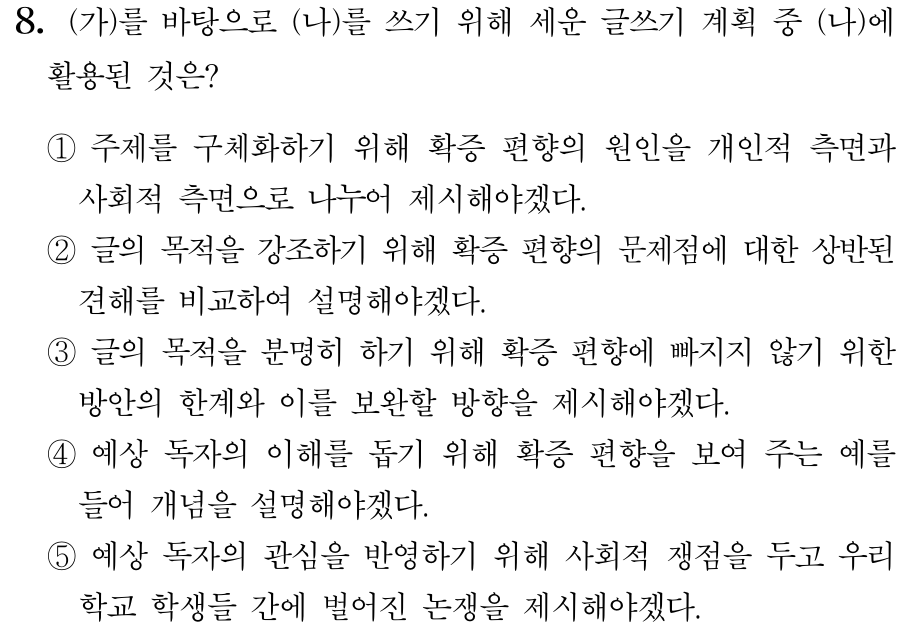 8. (가)를 바탕으로 (나)를 쓰기 위해 세운 글쓰기 계획 중 (나)에
활용된 것은?
① 주제를 구체화하기 위해 확증 편향의 원인을 개인적 측면과
사회적 측면으로 나누어 제시해야겠다.
② 글의 목적을 강조하기 위해 확증 편향의 문제점에 대한 상반된
견해를 비교하여 설명해야겠다.
③ 글의 목적을 분명히 하기 위해 확증 편향에 빠지지 않기 위한
방안의 한계와 이를 보완할 방향을 제시해야겠다.
④ 예상 독자의 이해를 돕기 위해 확증 편향을 보여 주는 예를
들어 개념을 설명해야겠다.
⑤ 예상 독자의 관심을 반영하기 위해 사회적 쟁점을 두고 우리
학교 학생들 간에 벌어진 논쟁을 제시해야겠다.